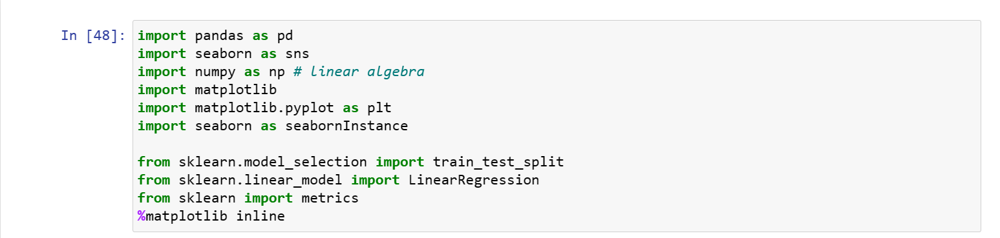 In [48]: import pandas as pd
import seaborn as sns
import numpy as np # linear algebra
import matplotlib
import matplotlib.pyplot as plt
import seaborn as seabornInstance
from sklearn.model_selection import train_test_split
from sklearn.linear_model import LinearRegression
from sklearn import metrics
%matplotlib inline